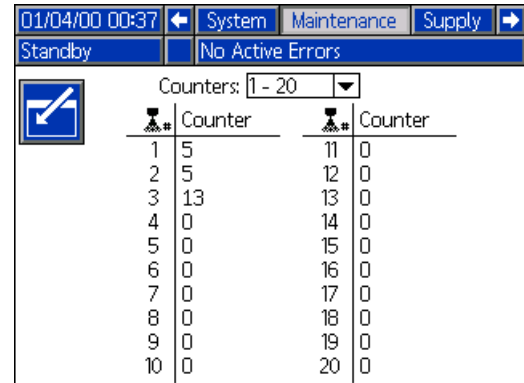 01/04/00 00:37 System Maintenance Supply
Standby No Active Errors
Counters: 1 - 20
# Counter # Counter
1 5 11 0
2 5 12 0
3 13 13 0
4 0 14 0
5 0 15 0
6 0 16 0
7 0 17 0
8 0 18 0
9 0 19 0
10 0 20 0